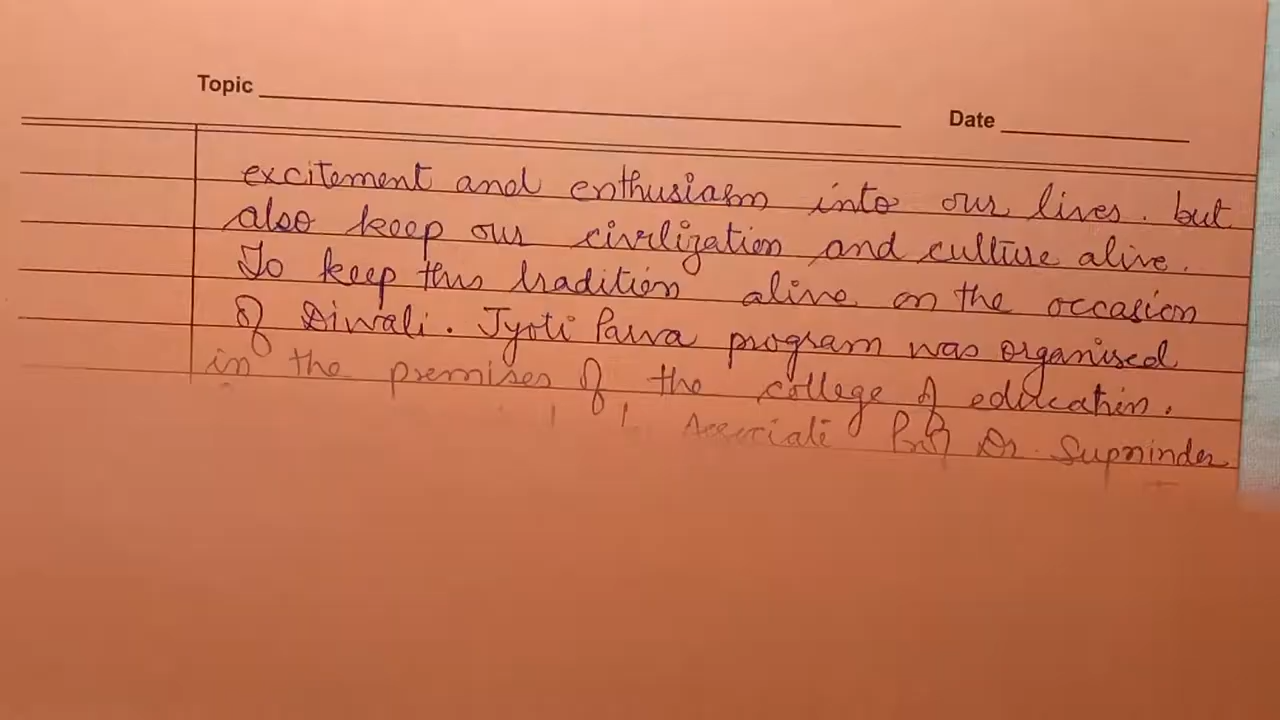 Topic
Date
excitement and enthusiasm into our lives. but
also keep our civilization and culture alive.
To keep this tradition alive on the occasion
of Diwali. Jyoti Parva program was organised
in the premises of the college of education.
Associate Prof Dr. Supninder